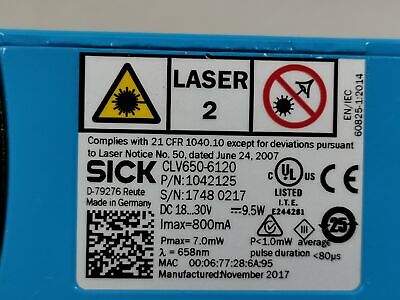 LASER
2
EN/IEC
60825-1:2014
Complies with 21 CFR 1040.10 except for deviations pursuant
to Laser Notice No. 50, dated June 24, 2007
SICK CLV650-6120
P/N: 1042125
D-79276 Reute
Made in Germany
S/N: 1748 0217
DC 18...30V 9.5W
Imax=800mA
c UL US
LISTED
I.T.E.
E244281
25
Pmax= 7.0mW
P<1.0mW average
λ = 658nm
pulse duration <80µs
MAC 00:06:77:28:6A:95
Manufactured:November 2017